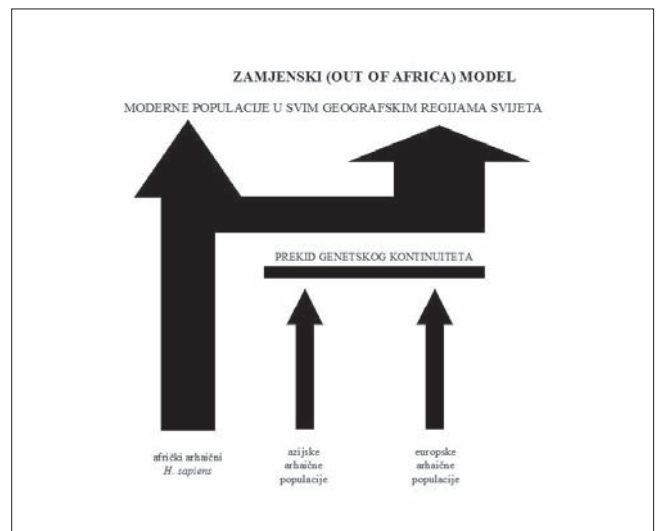 ZAMJENSKI (OUT OF AFRICA) MODEL
MODERNE POPULACIJE U SVIM GEOGRAFSKIM REGIJAMA SVIJETA
PREKID GENETSKOG KONTINUITETA
afrički arhaični
H. sapiens
azijske
arhaične
populacije
europske
arhaične
populacije